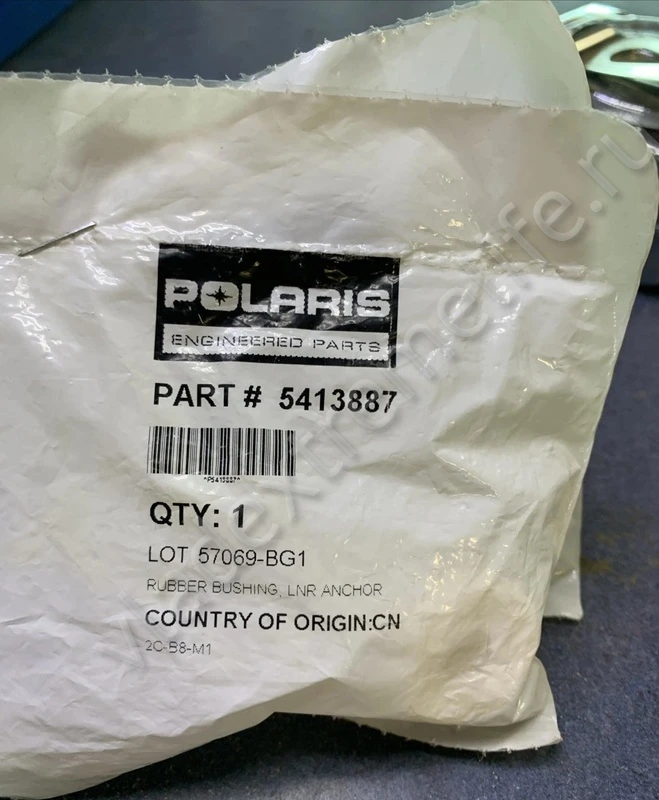 POLARIS
ENGINEERED PARTS
PART # 5413887
*P5413887*
QTY: 1
LOT 57069-BG1
RUBBER BUSHING, LNR ANCHOR
COUNTRY OF ORIGIN:CN
2C-B8-M1